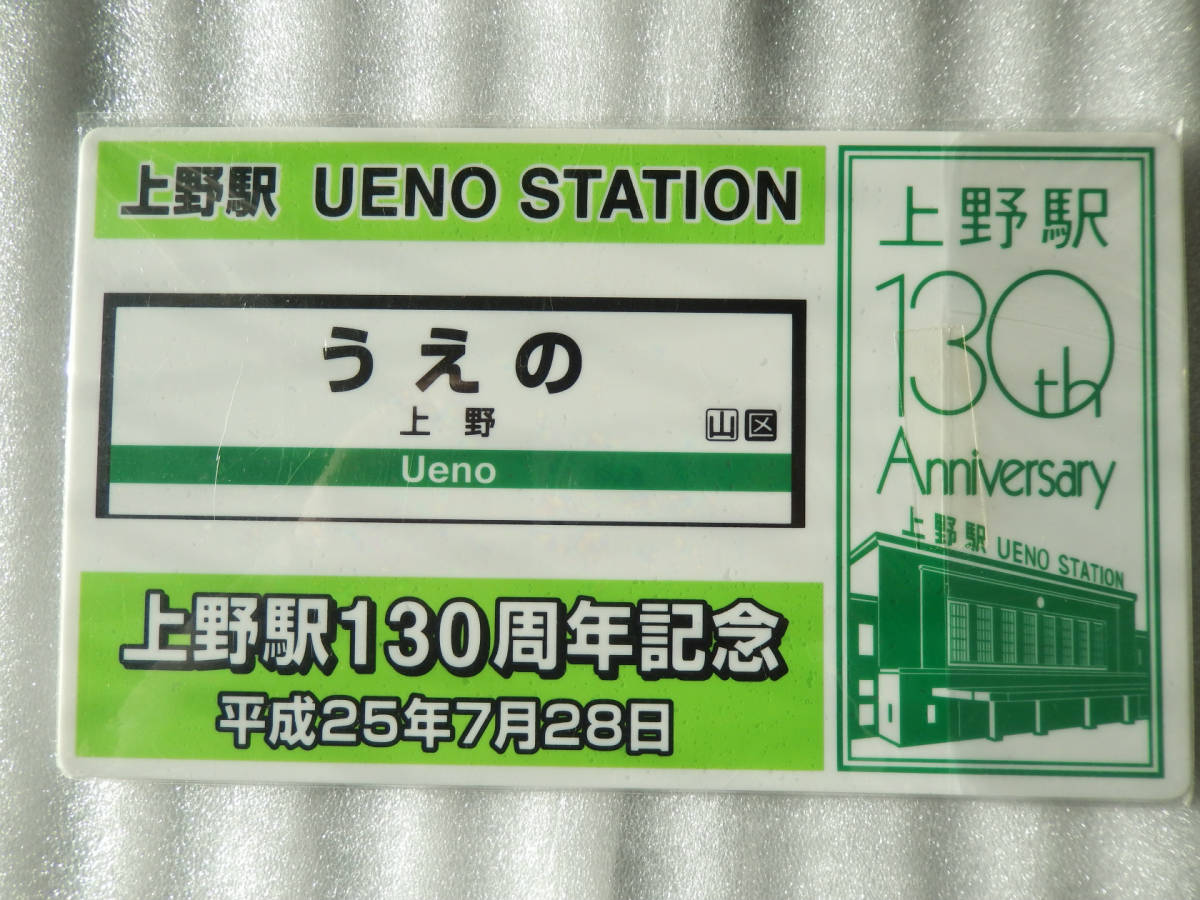 上野駅 UENO STATION
うえの
上野
山 区
Ueno
上野駅130周年記念
平成25年7月28日
上野駅
130th
Anniversary
上野駅 UENO STATION